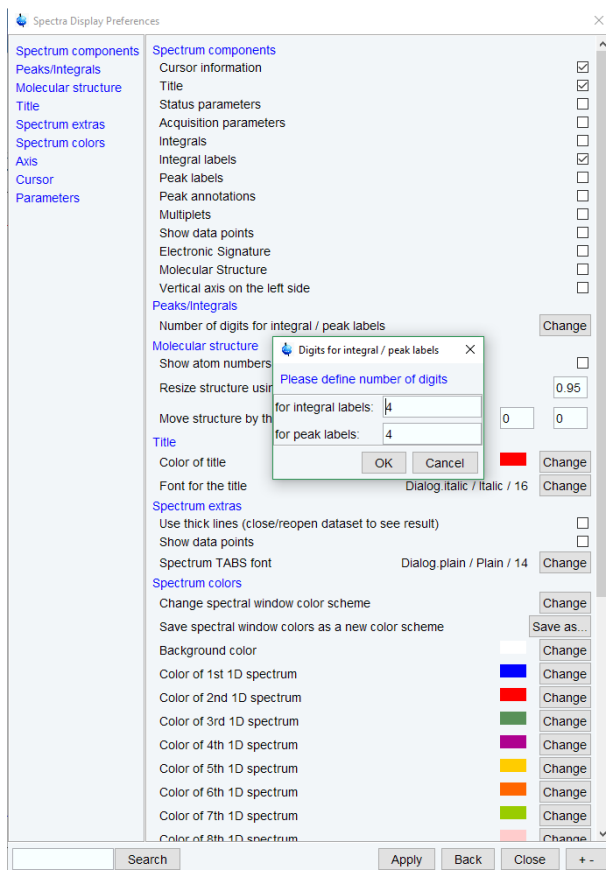 Spectra Display Preferences
Spectrum components
Peaks/Integrals
Molecular structure
Title
Spectrum extras
Spectrum colors
Axis
Cursor
Parameters
Spectrum components
Cursor information
Title
Status parameters
Acquisition parameters
Integrals
Integral labels
Peak labels
Peak annotations
Multiplets
Show data points
Electronic Signature
Molecular Structure
Vertical axis on the left side
Peaks/Integrals
Number of digits for integral / peak labels Change
Molecular structure
Show atom numbers
Resize structure usin 0.95
Move structure by th 0 0
Digits for integral / peak labels
Please define number of digits
for integral labels: 4
for peak labels: 4
OK Cancel
Title
Color of title Change
Font for the title Dialog.italic / Italic / 16 Change
Spectrum extras
Use thick lines (close/reopen dataset to see result)
Show data points
Spectrum TABS font Dialog.plain / Plain / 14 Change
Spectrum colors
Change spectral window color scheme Change
Save spectral window colors as a new color scheme Save as...
Background color Change
Color of 1st 1D spectrum Change
Color of 2nd 1D spectrum Change
Color of 3rd 1D spectrum Change
Color of 4th 1D spectrum Change
Color of 5th 1D spectrum Change
Color of 6th 1D spectrum Change
Color of 7th 1D spectrum Change
Color of 8th 1D spectrum Change
Search Apply Back Close + -